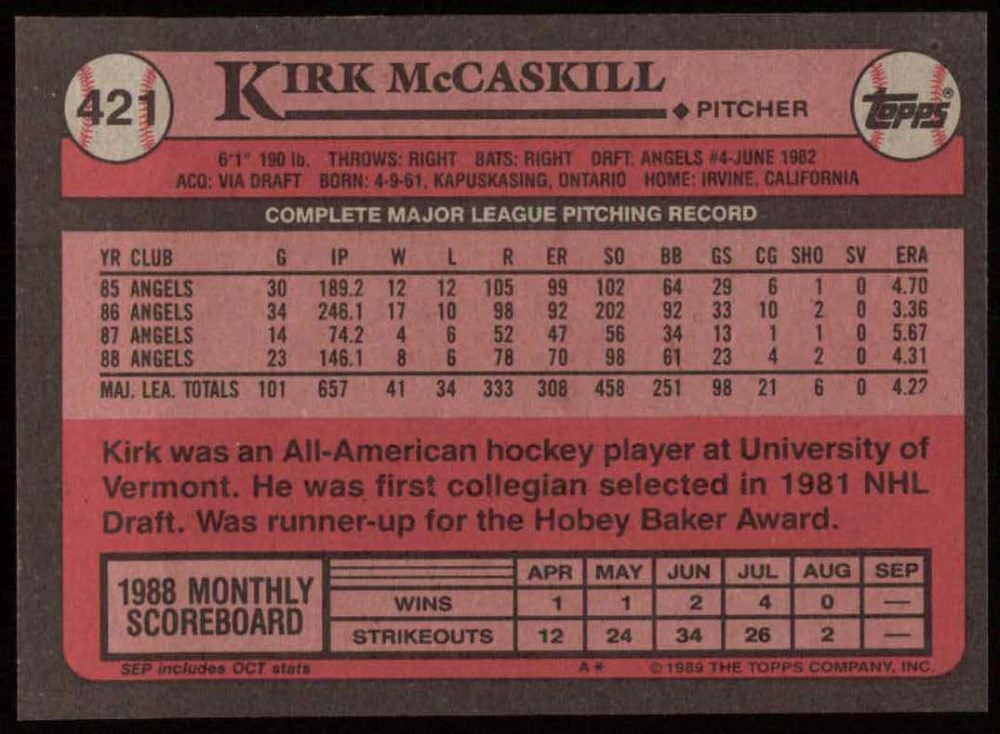 421
KIRK McCASKILL
PITCHER
Topps®
6'1" 190 lb. THROWS: RIGHT BATS: RIGHT DRFT: ANGELS #4-JUNE 1982
ACQ: VIA DRAFT BORN: 4-9-61, KAPUSKASING, ONTARIO HOME: IRVINE, CALIFORNIA
COMPLETE MAJOR LEAGUE PITCHING RECORD
YR CLUB G IP W L R ER SO BB GS CG SHO SV ERA
85 ANGELS 30 189.2 12 12 105 99 102 64 29 6 1 0 4.70
86 ANGELS 34 246.1 17 10 98 92 202 92 33 10 2 0 3.36
87 ANGELS 14 74.2 4 6 52 47 56 34 13 1 1 0 5.67
88 ANGELS 23 146.1 8 6 78 70 98 61 23 4 2 0 4.31
MAJ. LEA. TOTALS 101 657 41 34 333 308 458 251 98 21 6 0 4.22
Kirk was an All-American hockey player at University of
Vermont. He was first collegian selected in 1981 NHL
Draft. Was runner-up for the Hobey Baker Award.
1988 MONTHLY
SCOREBOARD
APR MAY JUN JUL AUG SEP
WINS 1 1 2 4 0 —
STRIKEOUTS 12 24 34 26 2 —
SEP includes OCT stats
A* © 1989 THE TOPPS COMPANY, INC.